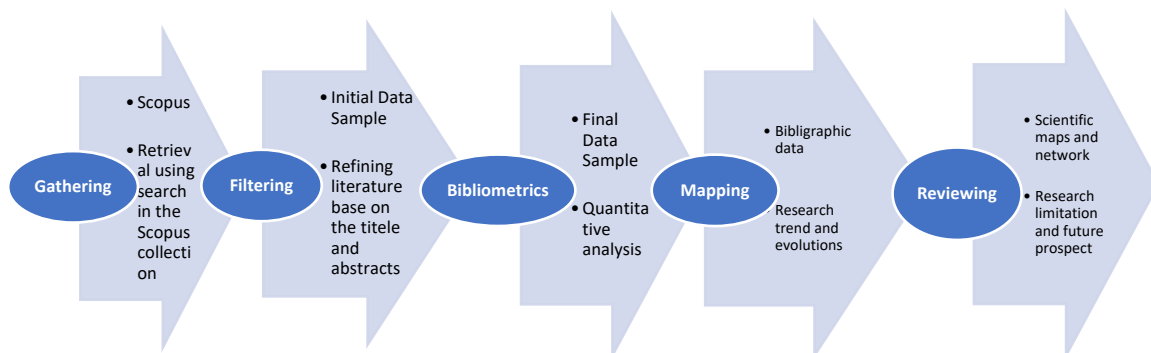 Gathering
• Scopus
• Retriev
al using
search
in the
Scopus
collecti
on
Filtering
• Initial Data
Sample
• Refining
literature
base on
the titele
and
abstracts
Bibliometrics
• Final
Data
Sample
• Quantita
tive
analysis
Mapping
• Bibligraphic
data
• Research
trend and
evolutions
Reviewing
• Scientific
maps and
network
• Research
limitation
and future
prospect